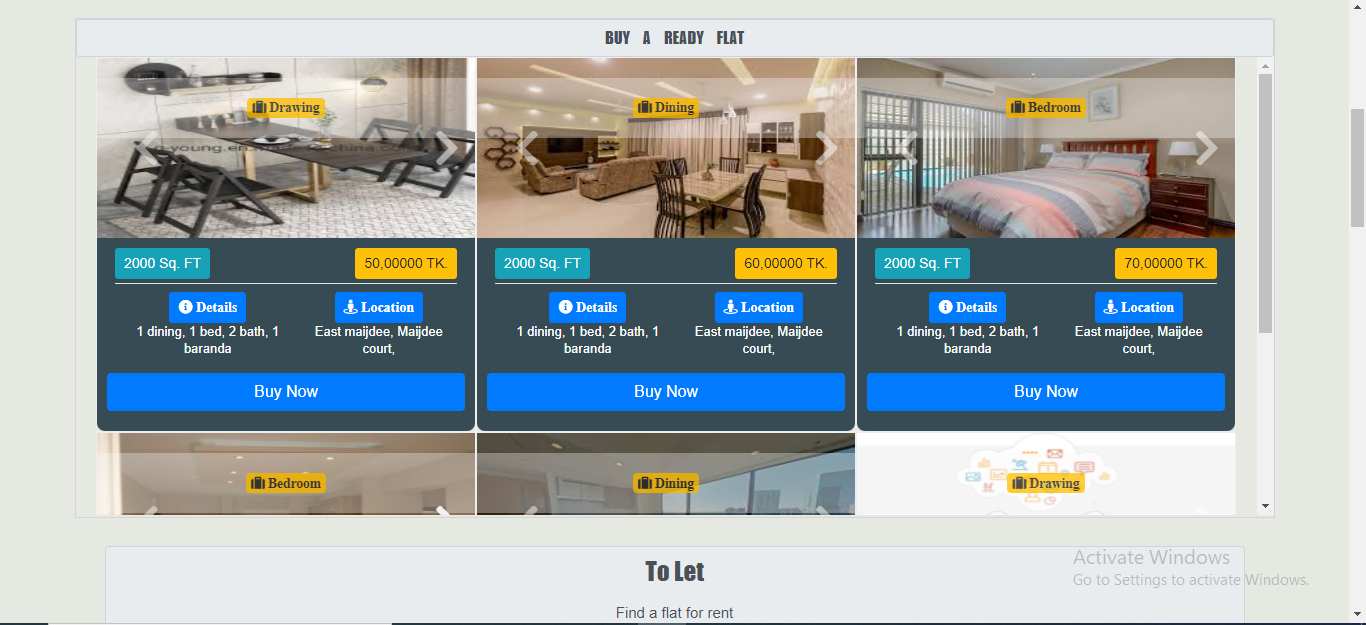 BUY A READY FLAT
Drawing
Dining
Bedroom
2000 Sq. FT
50,00000 TK.
Details
Location
1 dining, 1 bed, 2 bath, 1
baranda
East maijdee, Maijdee
court,
Buy Now
2000 Sq. FT
60,00000 TK.
Details
Location
1 dining, 1 bed, 2 bath, 1
baranda
East maijdee, Maijdee
court,
Buy Now
2000 Sq. FT
70,00000 TK.
Details
Location
1 dining, 1 bed, 2 bath, 1
baranda
East maijdee, Maijdee
court,
Buy Now
Bedroom
Dining
Drawing
To Let
Find a flat for rent
Activate Windows
Go to Settings to activate Windows.